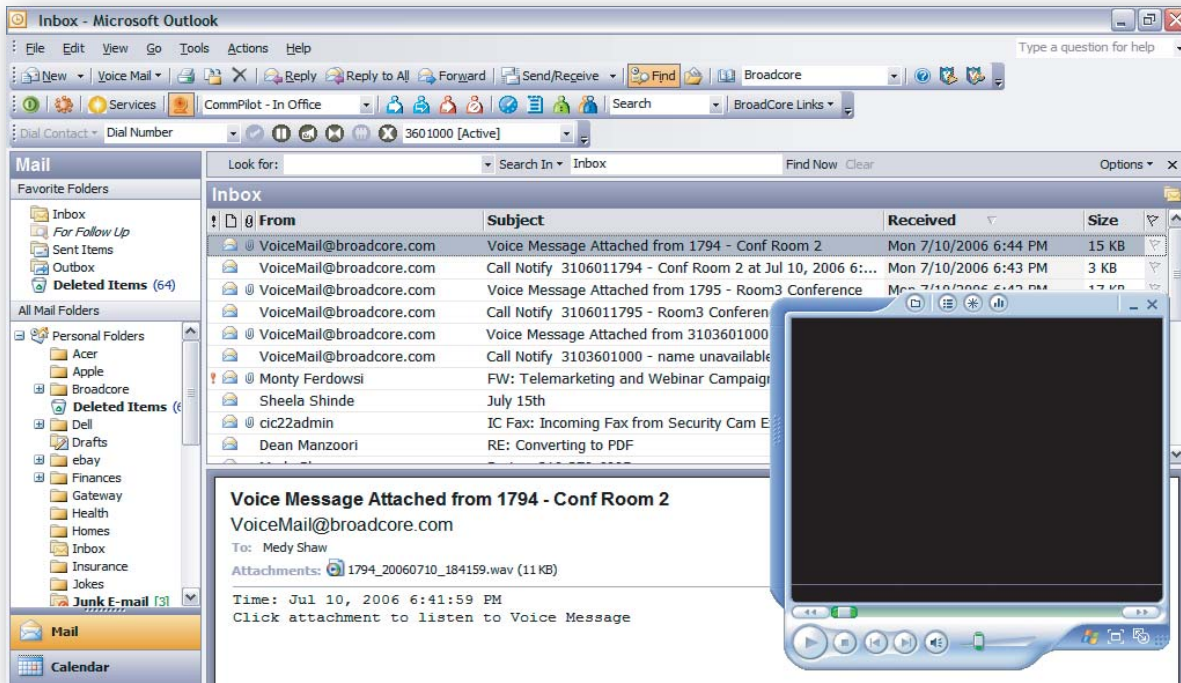 Inbox - Microsoft Outlook
File Edit View Go Tools Actions Help Type a question for help
New Voice Mail Reply Reply to All Forward Send/Receive Find Broadcore
Services CommPilot - In Office Search BroadCore Links
Dial Contact Dial Number 3601000 [Active]
Mail
Favorite Folders
Inbox
For Follow Up
Sent Items
Outbox
Deleted Items (64)
All Mail Folders
Personal Folders
Acer
Apple
Broadcore
Deleted Items
Dell
Drafts
ebay
Finances
Gateway
Health
Homes
Inbox
Insurance
Jokes
Junk E-mail [3]
Mail
Calendar
Look for: Search In Inbox Find Now Clear Options
Inbox
From Subject Received Size
VoiceMail@broadcore.com Voice Message Attached from 1794 - Conf Room 2 Mon 7/10/2006 6:44 PM 15 KB
VoiceMail@broadcore.com Call Notify 3106011794 - Conf Room 2 at Jul 10, 2006 6:... Mon 7/10/2006 6:43 PM 3 KB
VoiceMail@broadcore.com Voice Message Attached from 1795 - Room3 Conference Mon 7/10/2006 6:42 PM 17 KB
VoiceMail@broadcore.com Call Notify 3106011795 - Room3 Conferen
VoiceMail@broadcore.com Voice Message Attached from 3103601000
VoiceMail@broadcore.com Call Notify 3103601000 - name unavailable
Monty Ferdowsi FW: Telemarketing and Webinar Campaig
Sheela Shinde July 15th
cic22admin IC Fax: Incoming Fax from Security Cam E
Dean Manzoori RE: Converting to PDF
Voice Message Attached from 1794 - Conf Room 2
VoiceMail@broadcore.com
To: Medy Shaw
Attachments: 1794_20060710_184159.wav (11 KB)
Time: Jul 10, 2006 6:41:59 PM
Click attachment to listen to Voice Message